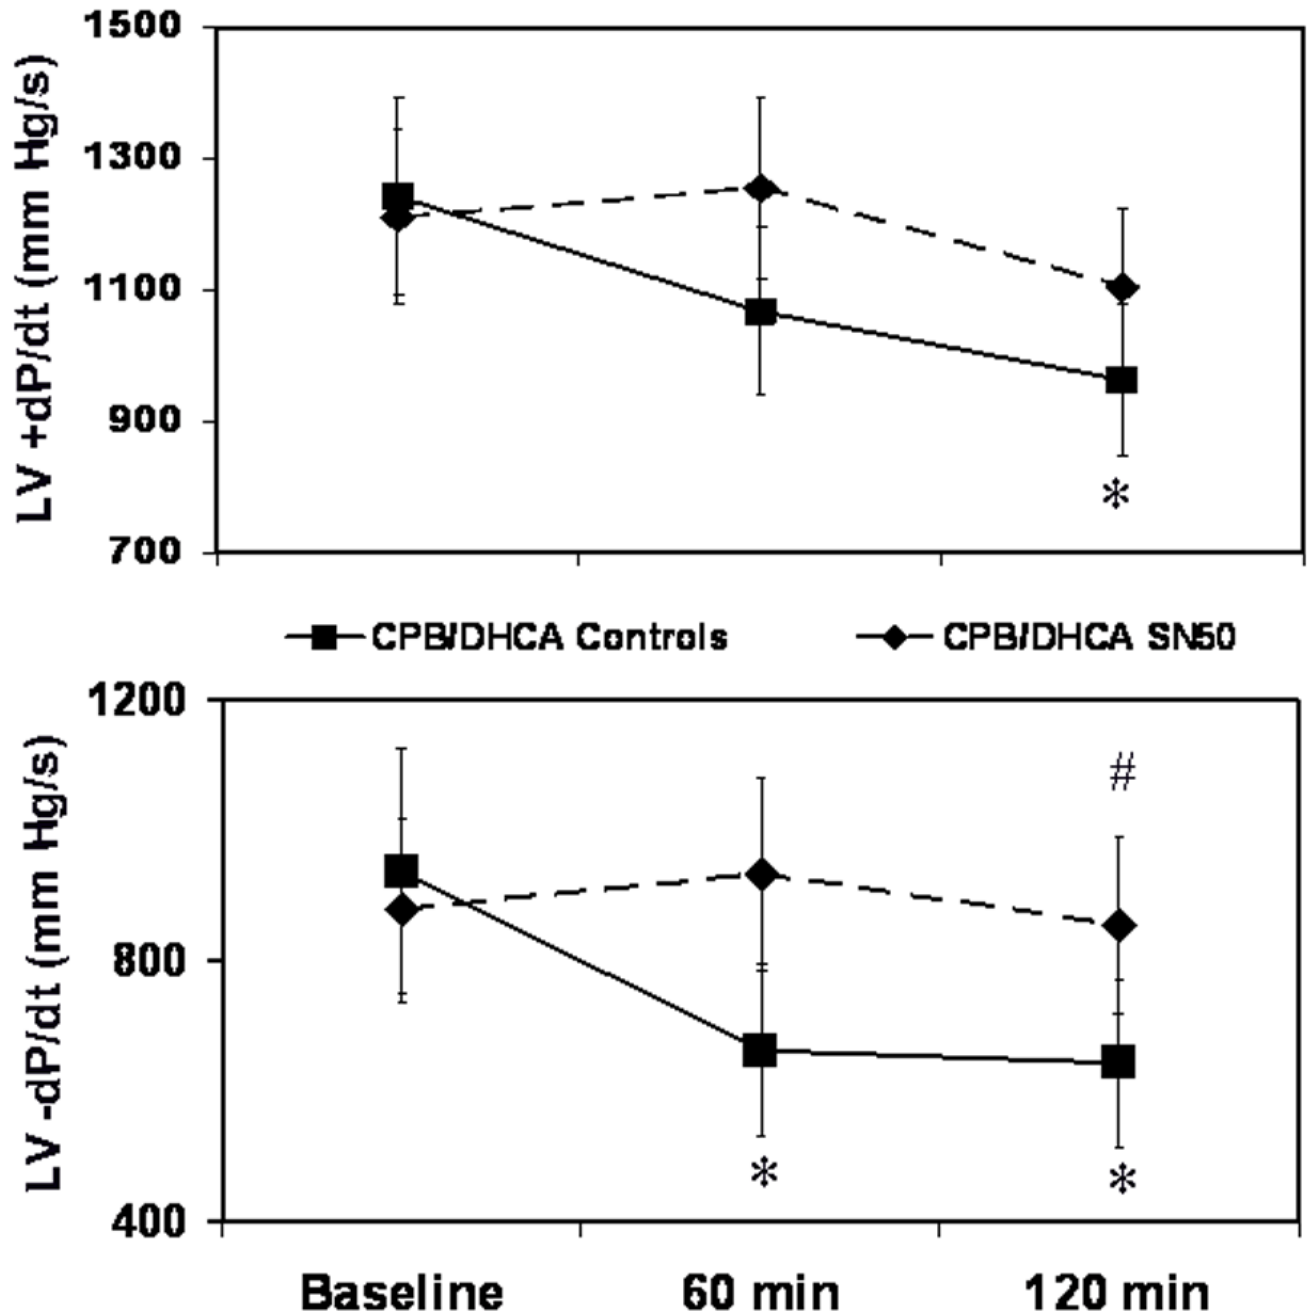 LV +dP/dt (mm Hg/s)
1500
1300
1100
900
*
700
CPB/DHCA Controls
CPB/DHCA SN50
LV -dP/dt (mm Hg/s)
1200
#
800
* *
400
Baseline 60 min 120 min